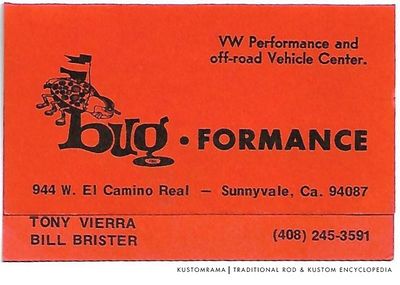 VW Performance and
off-road Vehicle Center.
bug • FORMANCE
944 W. El Camino Real — Sunnyvale, Ca. 94087
TONY VIERRA
BILL BRISTER
(408) 245-3591
KUSTOMRAMA | TRADITIONAL ROD & KUSTOM ENCYCLOPEDIA